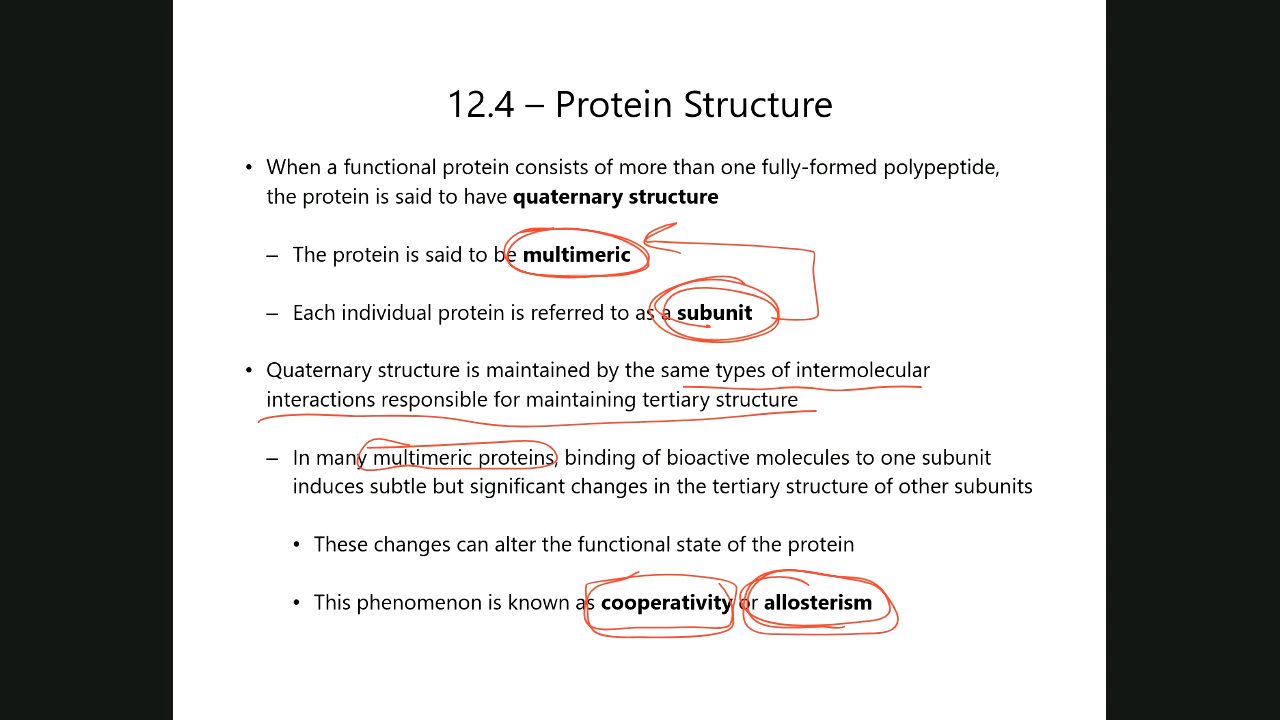 12.4 – Protein Structure
• When a functional protein consists of more than one fully-formed polypeptide,
the protein is said to have quaternary structure
– The protein is said to be multimeric
– Each individual protein is referred to as a subunit
• Quaternary structure is maintained by the same types of intermolecular
interactions responsible for maintaining tertiary structure
– In many multimeric proteins, binding of bioactive molecules to one subunit
induces subtle but significant changes in the tertiary structure of other subunits
• These changes can alter the functional state of the protein
• This phenomenon is known as cooperativity or allosterism